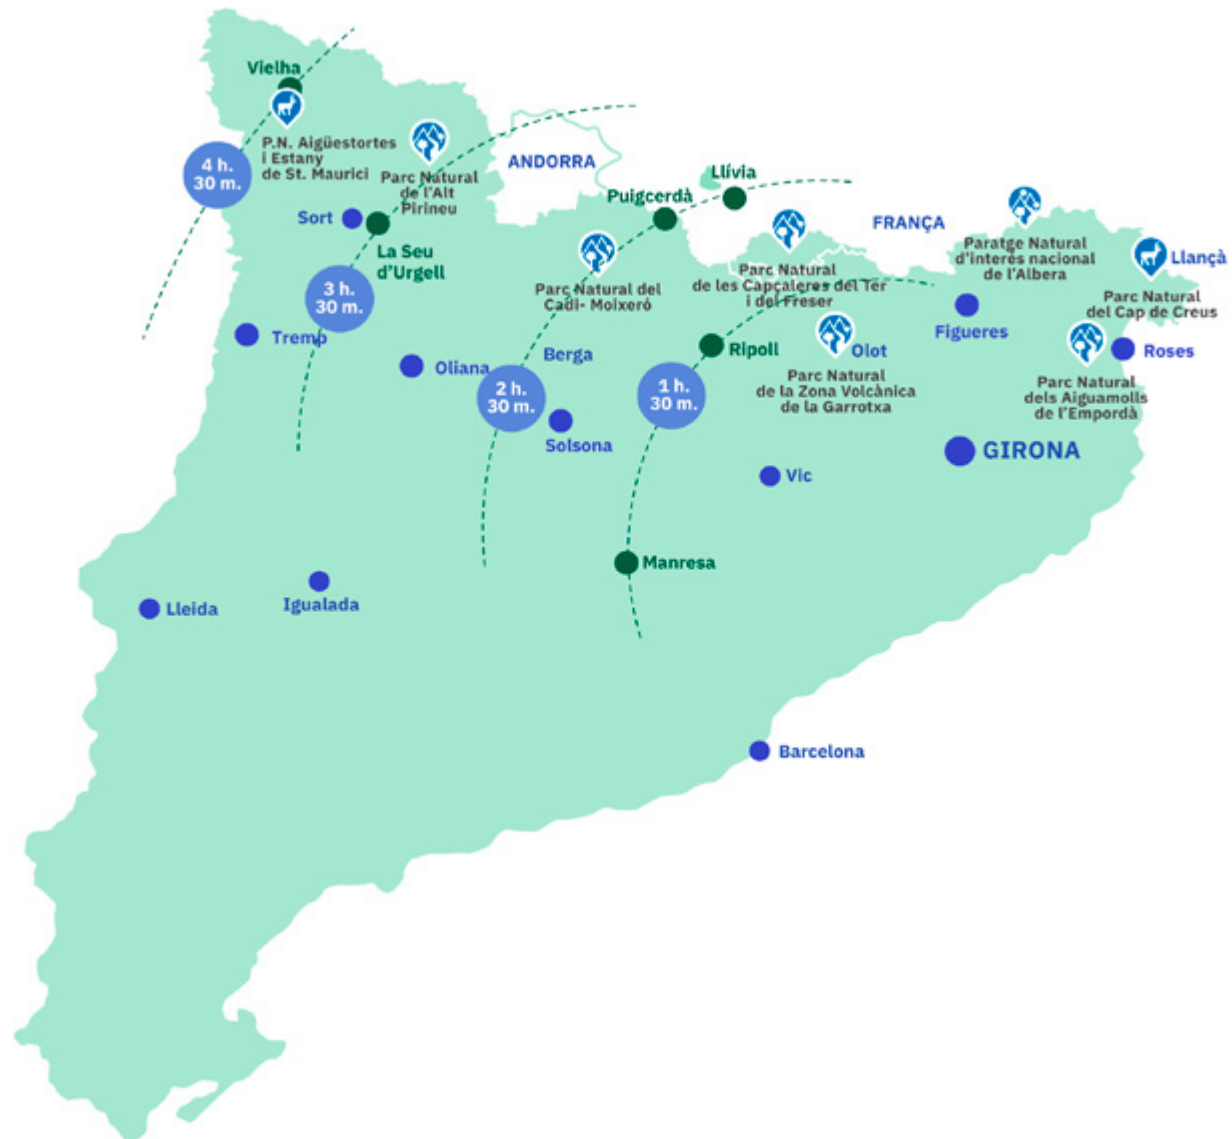 Vielha
P.N. Aigüestortes
i Estany
de St. Maurici
4 h.
30 m.
Parc Natural
de l'Alt
Pirineu
ANDORRA
Llívia
Puigcerdà
Sort
La Seu
d'Urgell
FRANÇA
Paratge Natural
d'interès nacional
de l'Albera
Llançà
Parc Natural
de les Capçaleres del Ter
i del Freser
Parc Natural del
Cadi- Moixeró
Parc Natural
del Cap de Creus
3 h.
30 m.
Figueres
Tremp
Oliana
Berga
Ripoll
Olot
Roses
Parc Natural
de la Zona Volcànica
de la Garrotxa
Parc Natural
dels Aiguamolls
de l'Empordà
2 h.
30 m.
1 h.
30 m.
Solsona
GIRONA
Vic
Manresa
Igualada
Lleida
Barcelona